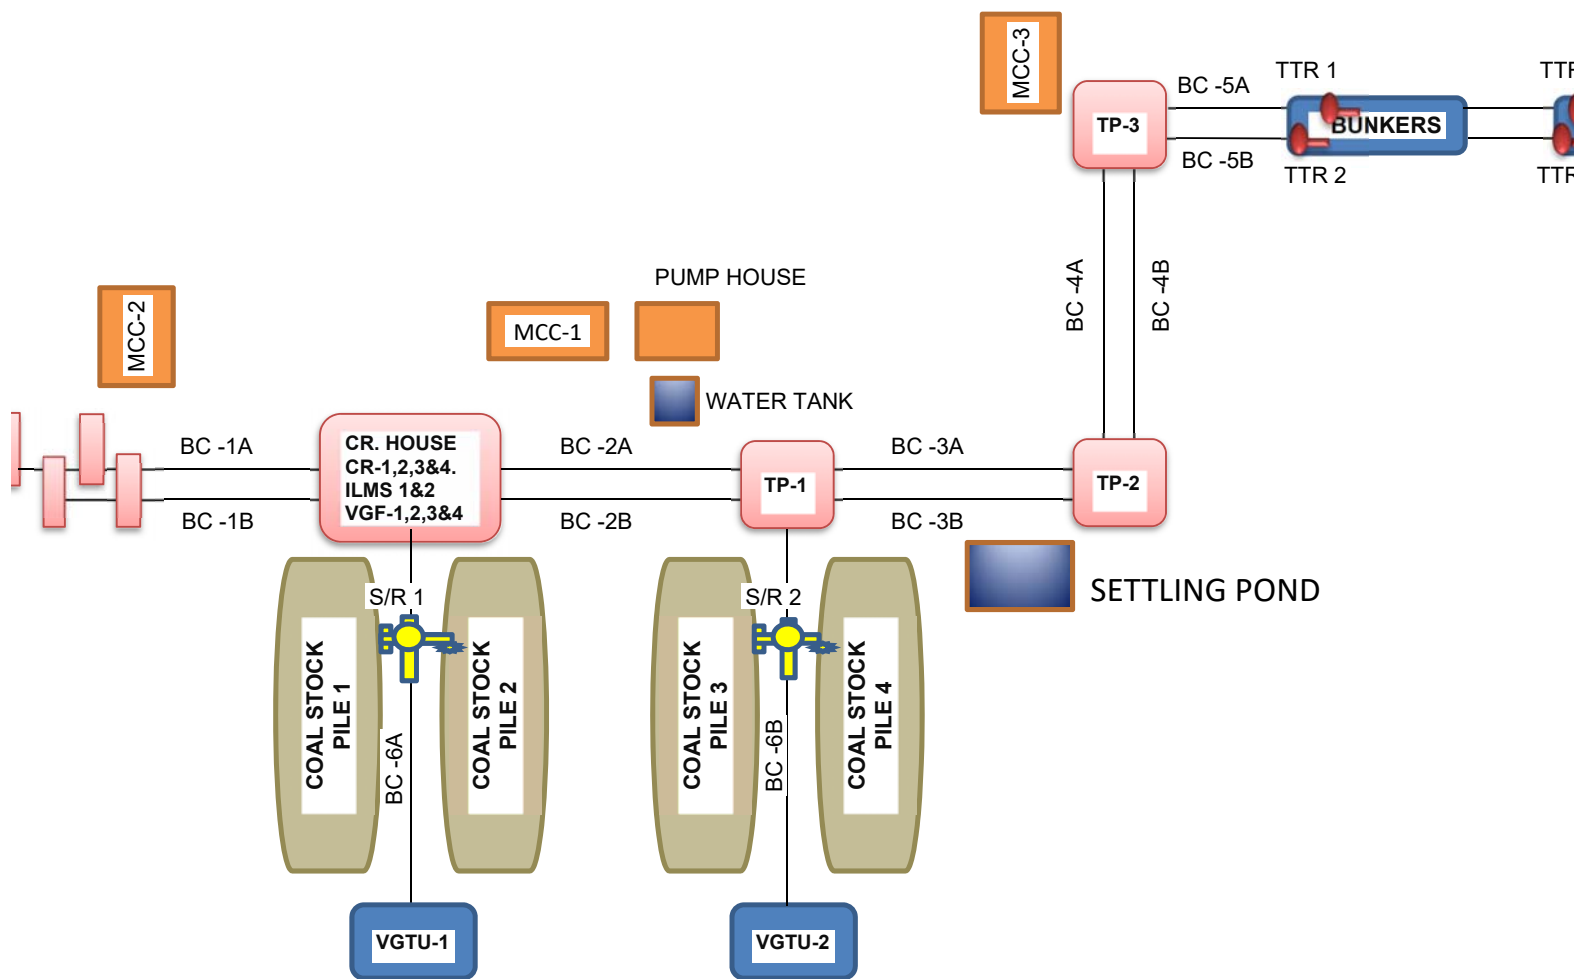 MCC-3
TTR 1
TTR
BC -5A
TP-3
BUNKERS
BC -5B
TTR 2
TTR
BC -4A
BC -4B
PUMP HOUSE
MCC-2
MCC-1
WATER TANK
BC -1A
CR. HOUSE
CR-1,2,3&4.
ILMS 1&2
VGF-1,2,3&4
BC -2A
TP-1
BC -3A
TP-2
BC -1B
BC -2B
BC -3B
SETTLING POND
S/R 1
S/R 2
COAL STOCK
PILE 1
BC -6A
COAL STOCK
PILE 2
COAL STOCK
PILE 3
BC -6B
COAL STOCK
PILE 4
VGTU-1
VGTU-2